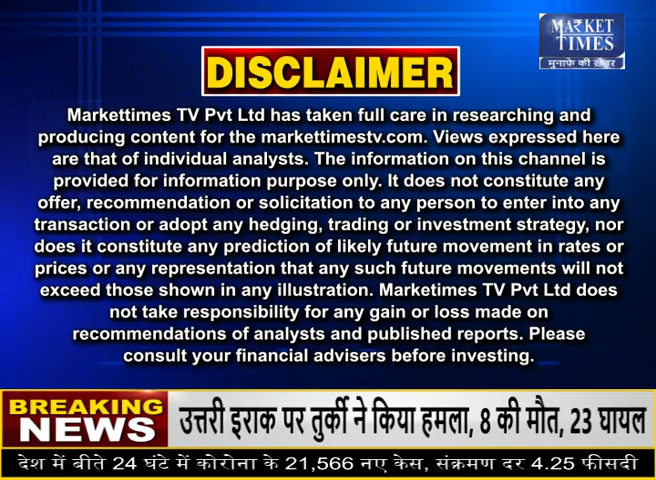 MARKET
TIMES
मुनाफे की खबर
DISCLAIMER
Markettimes TV Pvt Ltd has taken full care in researching and
producing content for the markettimestv.com. Views expressed here
are that of individual analysts. The information on this channel is
provided for information purpose only. It does not constitute any
offer, recommendation or solicitation to any person to enter into any
transaction or adopt any hedging, trading or investment strategy, nor
does it constitute any prediction of likely future movement in rates or
prices or any representation that any such future movements will not
exceed those shown in any illustration. Marketimes TV Pvt Ltd does
not take responsibility for any gain or loss made on
recommendations of analysts and published reports. Please
consult your financial advisers before investing.
BREAKING
NEWS
उत्तरी इराक पर तुर्की ने किया हमला, 8 की मौत, 23 घायल
देश में बीते 24 घंटे में कोरोना के 21,566 नए केस, संक्रमण दर 4.25 फीसदी